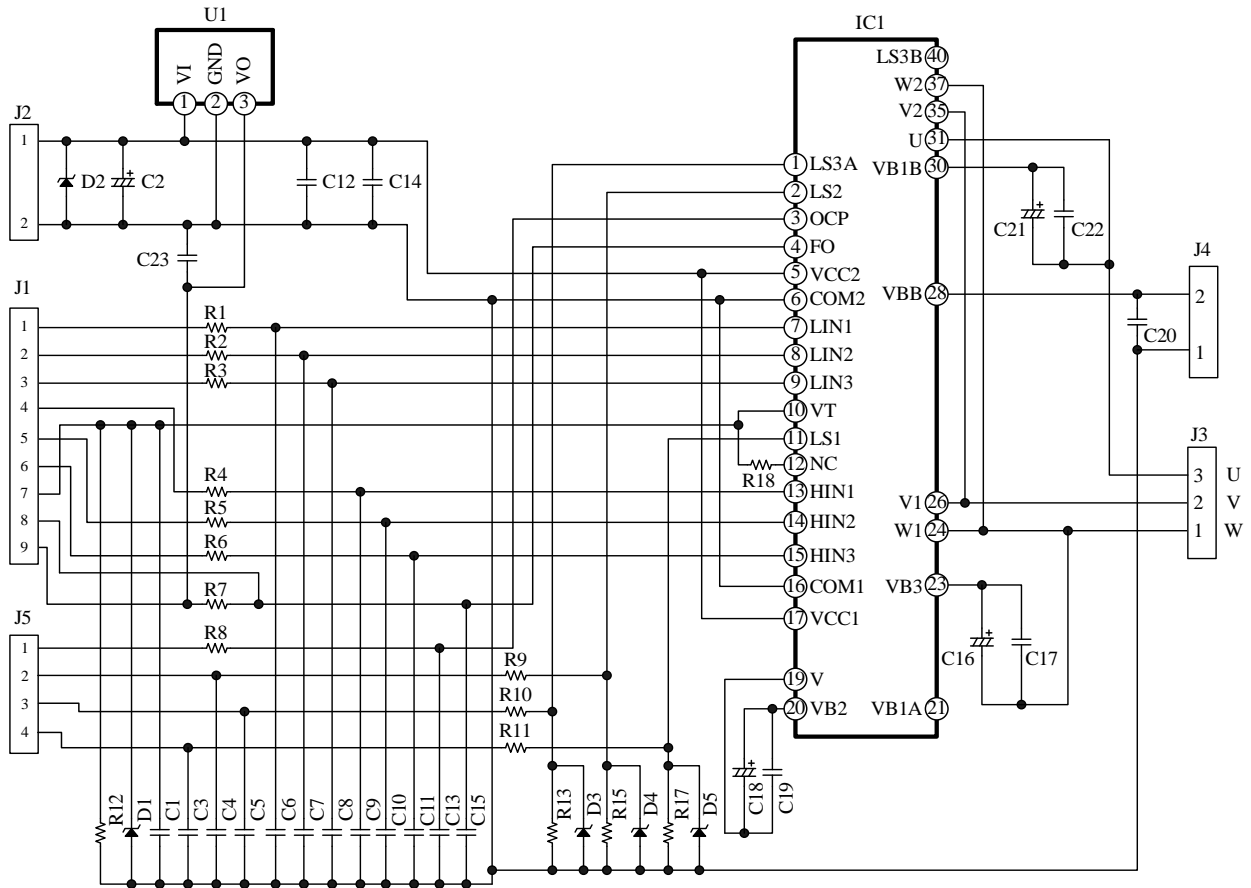 U1
VI
GND
VO
1
2
3
J2
1
2
D2
C2
C12
C14
C23
J1
1
2
3
4
5
6
7
8
9
R1
R2
R3
R4
R5
R6
R7
J5
1
2
3
4
R8
R9
R10
R11
R18
R12
D1
C1
C3
C4
C5
C6
C7
C8
C9
C10
C11
C13
C15
R13
D3
R15
D4
R17
D5
C18
C19
IC1
1 LS3A
2 LS2
3 OCP
4 FO
5 VCC2
6 COM2
7 LIN1
8 LIN2
9 LIN3
10 VT
11 LS1
12 NC
13 HIN1
14 HIN2
15 HIN3
16 COM1
17 VCC1
19 V
20 VB2
LS3B 40
W2 37
V2 35
U 31
VB1B 30
VBB 28
V1 26
W1 24
VB3 23
VB1A 21
+
C21
C22
J4
2
1
C20
J3
3 U
2 V
1 W
+
C16
C17
+
+